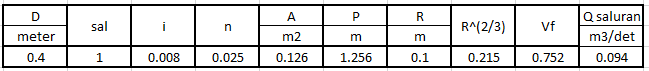 D sal i n A P R R^(2/3) Vf Q saluran
meter m2 m m m3/det
0.4 1 0.008 0.025 0.126 1.256 0.1 0.215 0.752 0.094